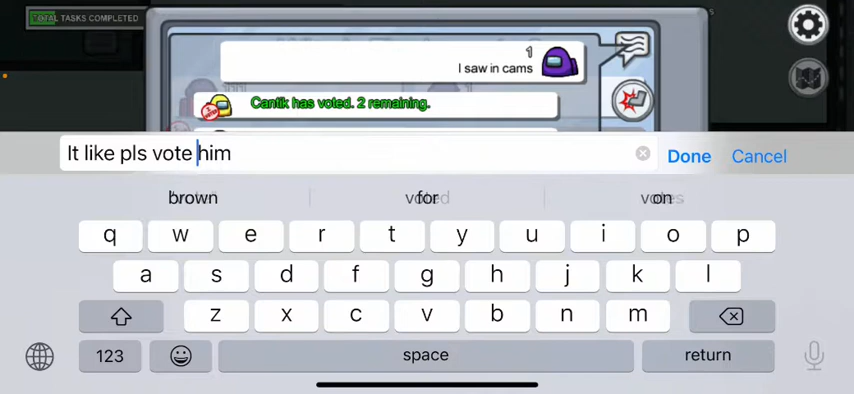 TOTAL TASKS COMPLETED
1
I saw in cams
Cantik has voted. 2 remaining.
It like pls vote him
Done
Cancel
brown
for
on
q w e r t y u i o p
a s d f g h j k l
z x c v b n m
123
space
return